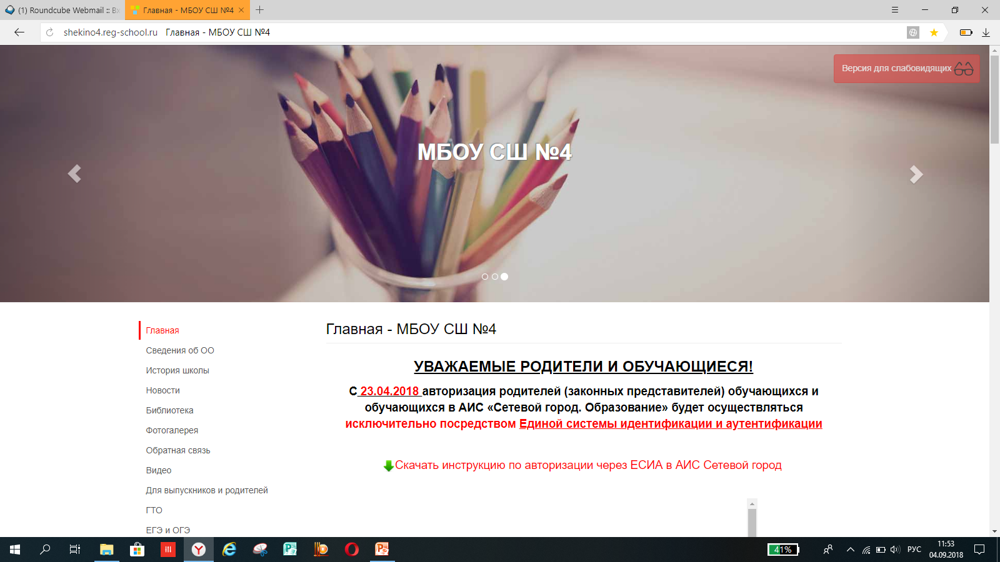 (1) Roundcube Webmail :: Вх
Главная - МБОУ СШ №4
shekino4.reg-school.ru Главная - МБОУ СШ №4
Версия для слабовидящих
МБОУ СШ №4
Главная
Сведения об ОО
История школы
Новости
Библиотека
Фотогалерея
Обратная связь
Видео
Для выпускников и родителей
ГТО
ЕГЭ и ОГЭ
Главная - МБОУ СШ №4
УВАЖАЕМЫЕ РОДИТЕЛИ И ОБУЧАЮЩИЕСЯ!
С 23.04.2018 авторизация родителей (законных представителей) обучающихся и
обучающихся в АИС «Сетевой город. Образование» будет осуществляться
исключительно посредством Единой системы идентификации и аутентификации
Скачать инструкцию по авторизации через ЕСИА в АИС Сетевой город
41%
РУС
11:53
04.09.2018